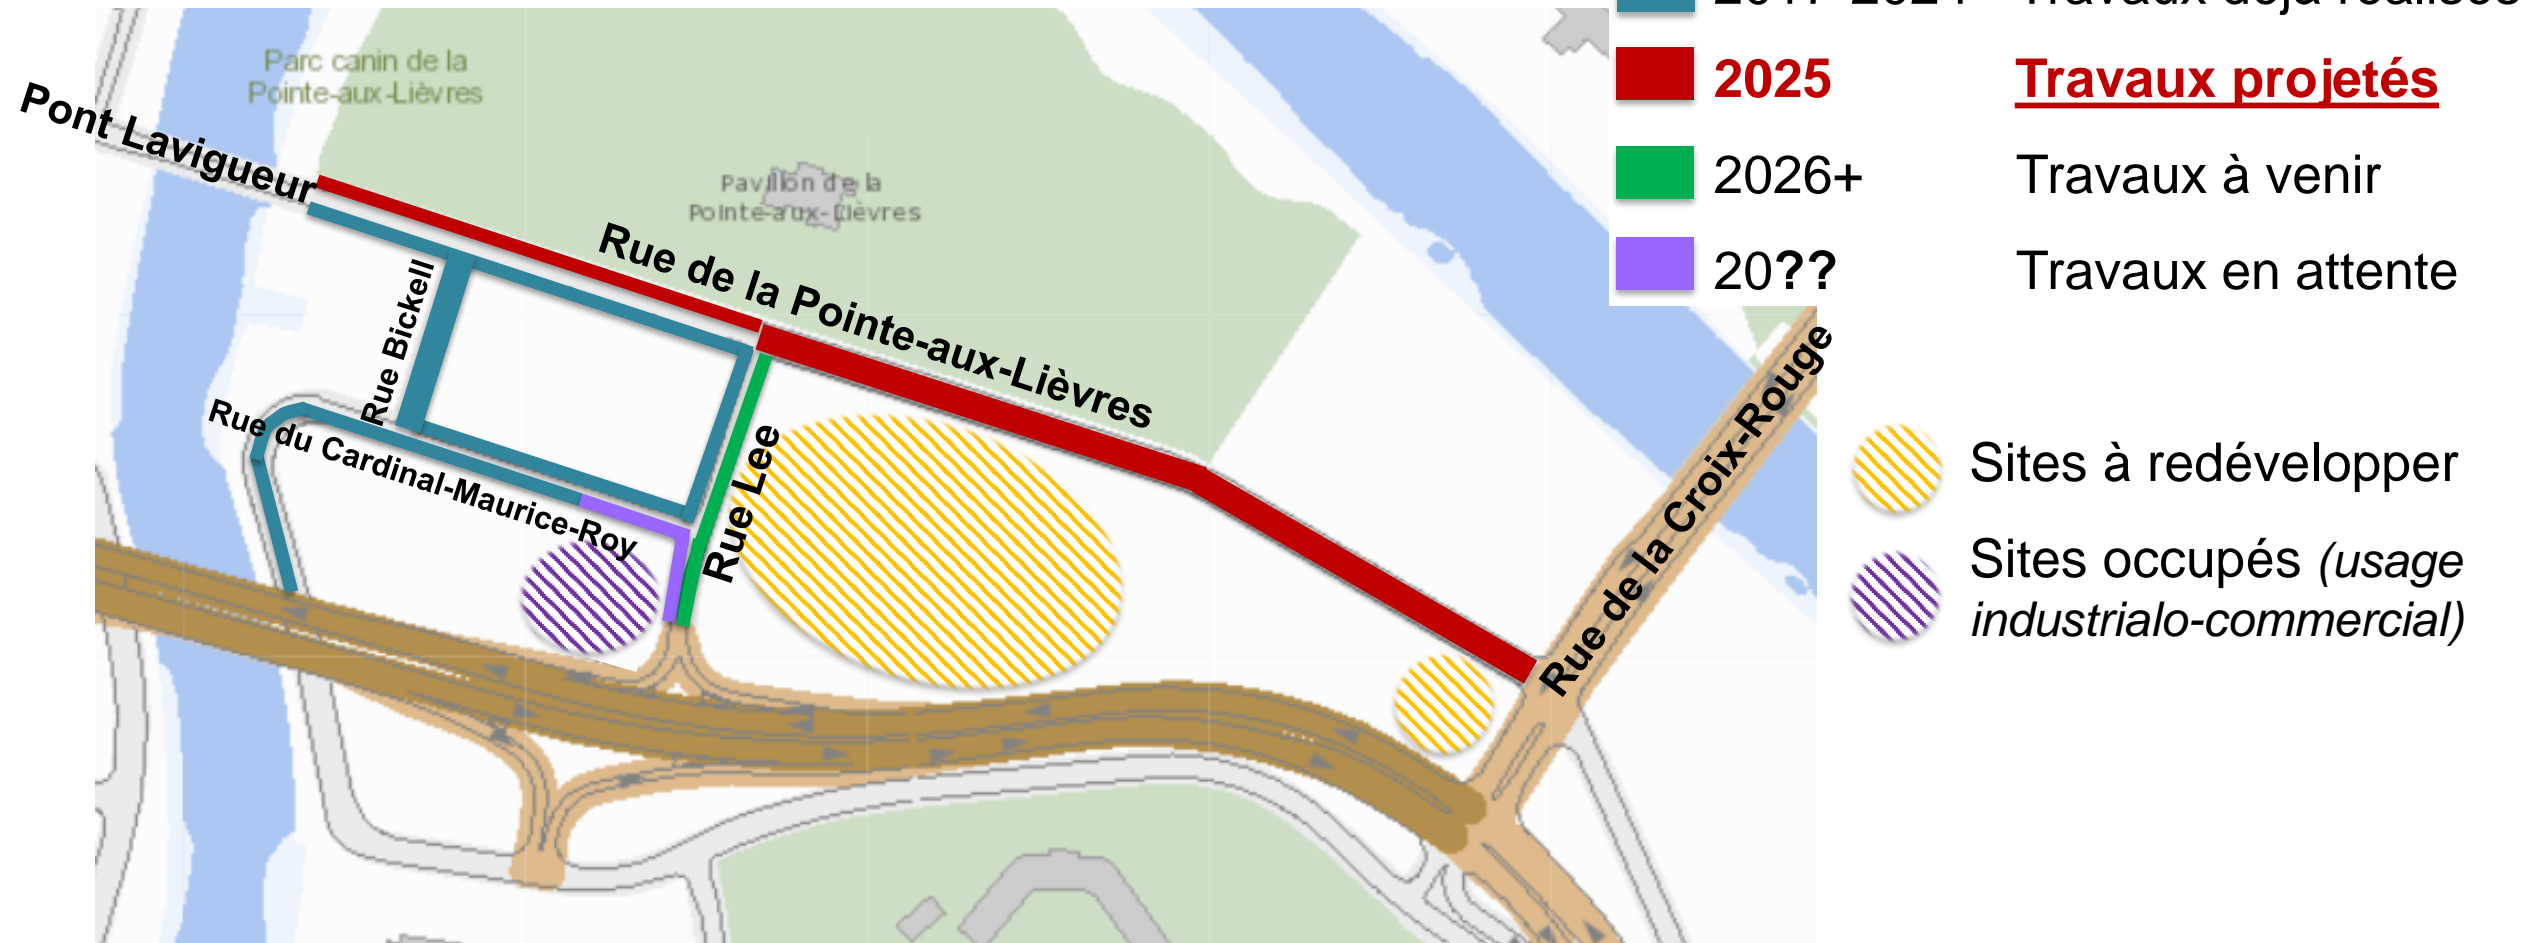 2017-2024 Travaux déjà réalisés
2025 Travaux projetés
2026+ Travaux à venir
20?? Travaux en attente
Parc canin de la
Pointe-aux-Lièvres
Pont Lavigueur
Pavillon de la
Pointe-aux-Lièvres
Rue de la Pointe-aux-Lièvres
Rue Bickell
Rue du Cardinal-Maurice-Roy
Rue Lee
Rue de la Croix-Rouge
Sites à redévelopper
Sites occupés (usage
industrialo-commercial)